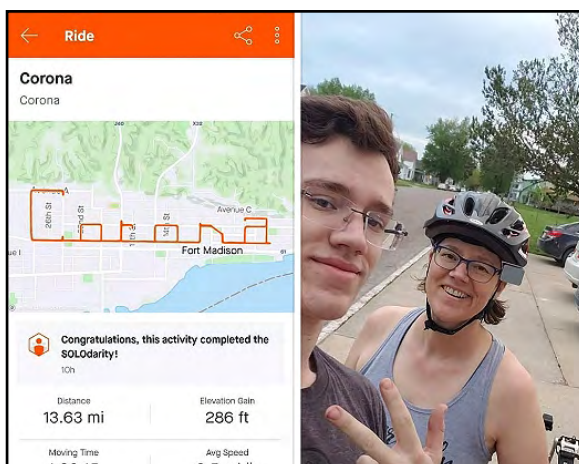 Ride
Corona
Corona
Avenue C
26th St
Fort Madison
Congratulations, this activity completed the
SOLOdarity!
10h
Distance
Elevation Gain
13.63 mi
286 ft
Moving Time
Avg Speed